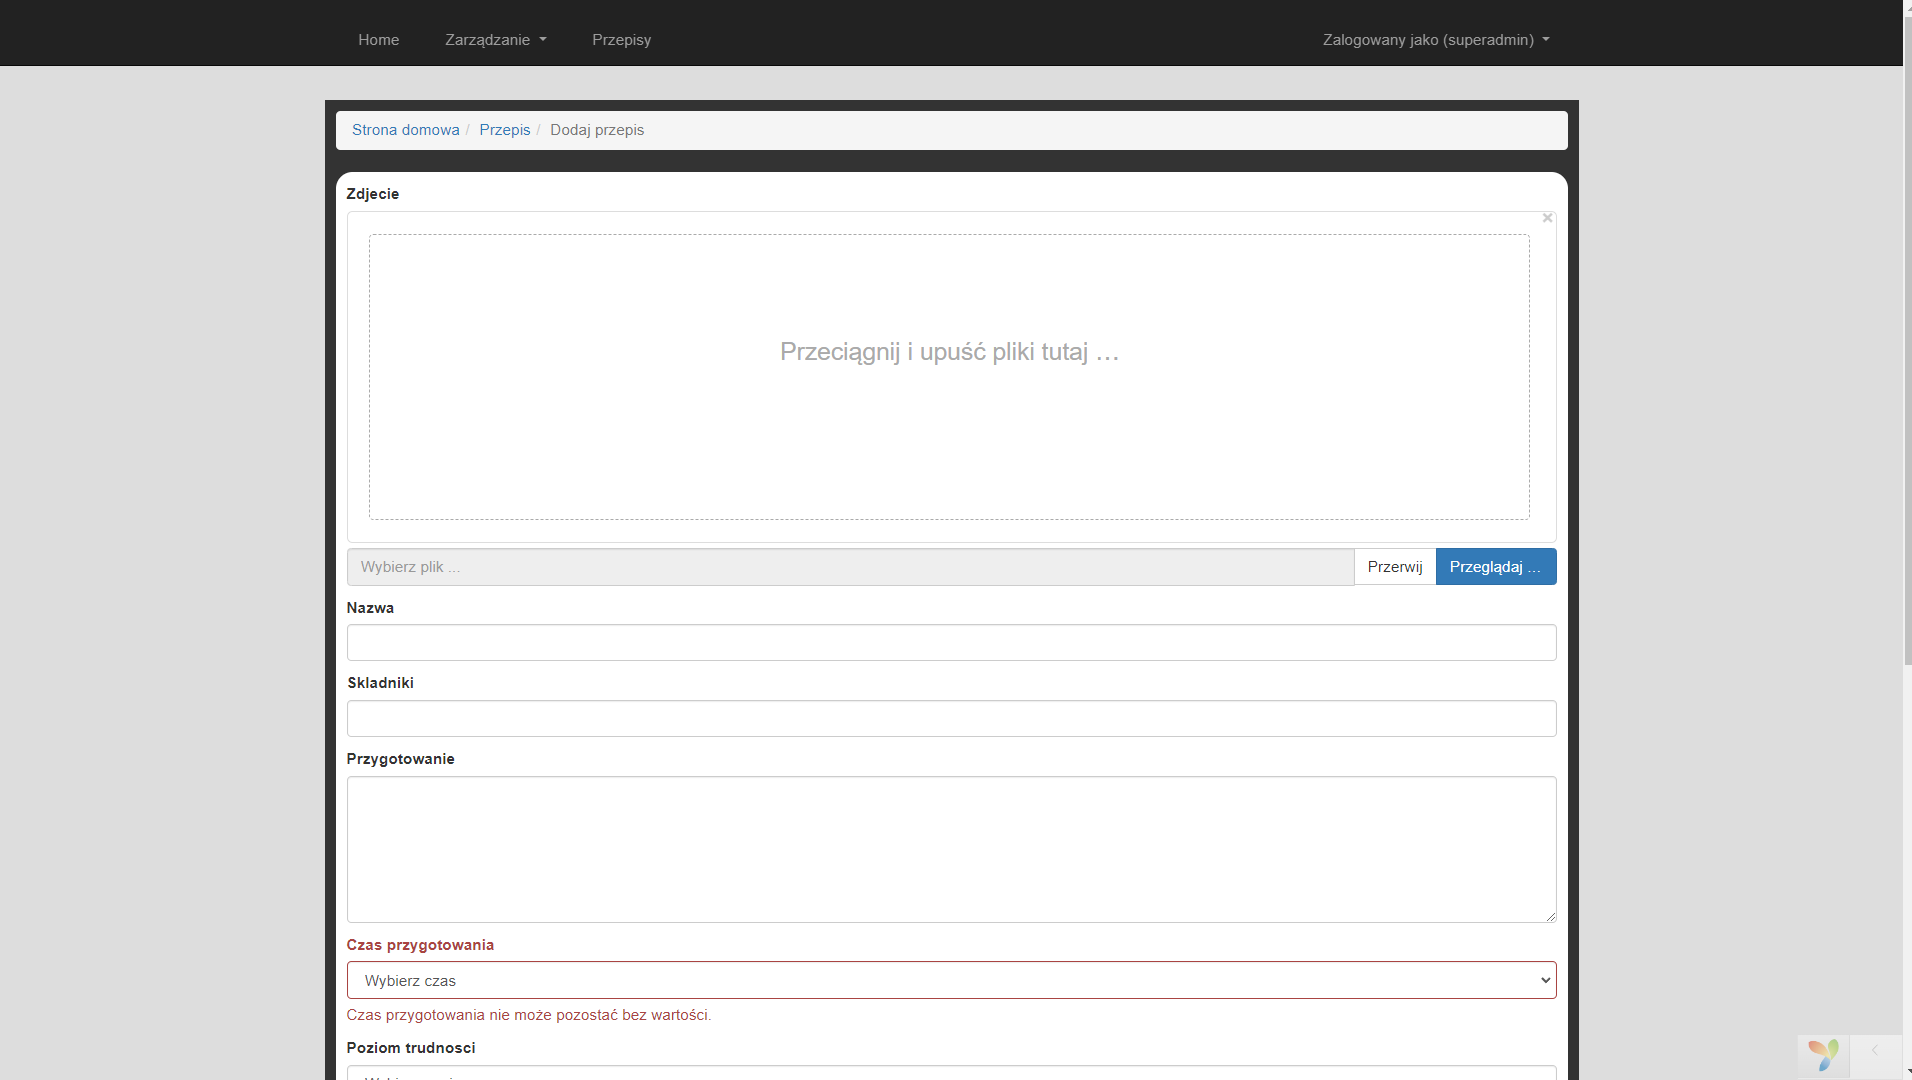 Home Zarządzanie Przepisy Zalogowany jako (superadmin)
Strona domowa / Przepis / Dodaj przepis
Zdjecie
×
Przeciągnij i upuść pliki tutaj …
Wybierz plik ... Przerwij Przeglądaj …
Nazwa
Skladniki
Przygotowanie
Czas przygotowania
Wybierz czas
Czas przygotowania nie może pozostać bez wartości.
Poziom trudnosci